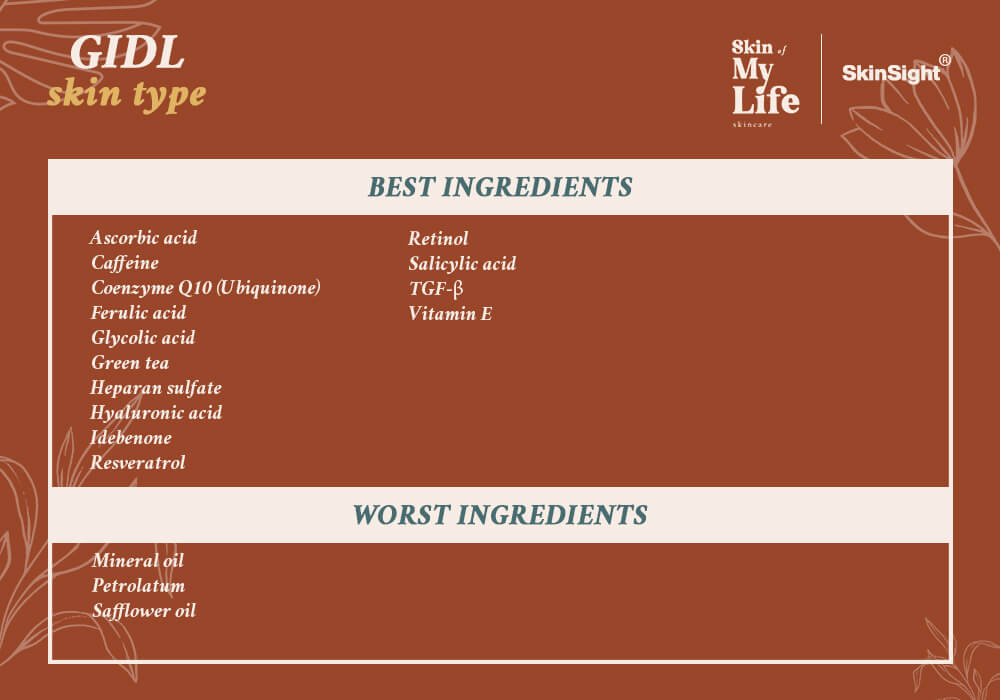 GIDL
skin type
Skin of
My
Life
skincare
SkinSight®
BEST INGREDIENTS
Ascorbic acid
Caffeine
Coenzyme Q10 (Ubiquinone)
Ferulic acid
Glycolic acid
Green tea
Heparan sulfate
Hyaluronic acid
Idebenone
Resveratrol
Retinol
Salicylic acid
TGF-β
Vitamin E
WORST INGREDIENTS
Mineral oil
Petrolatum
Safflower oil